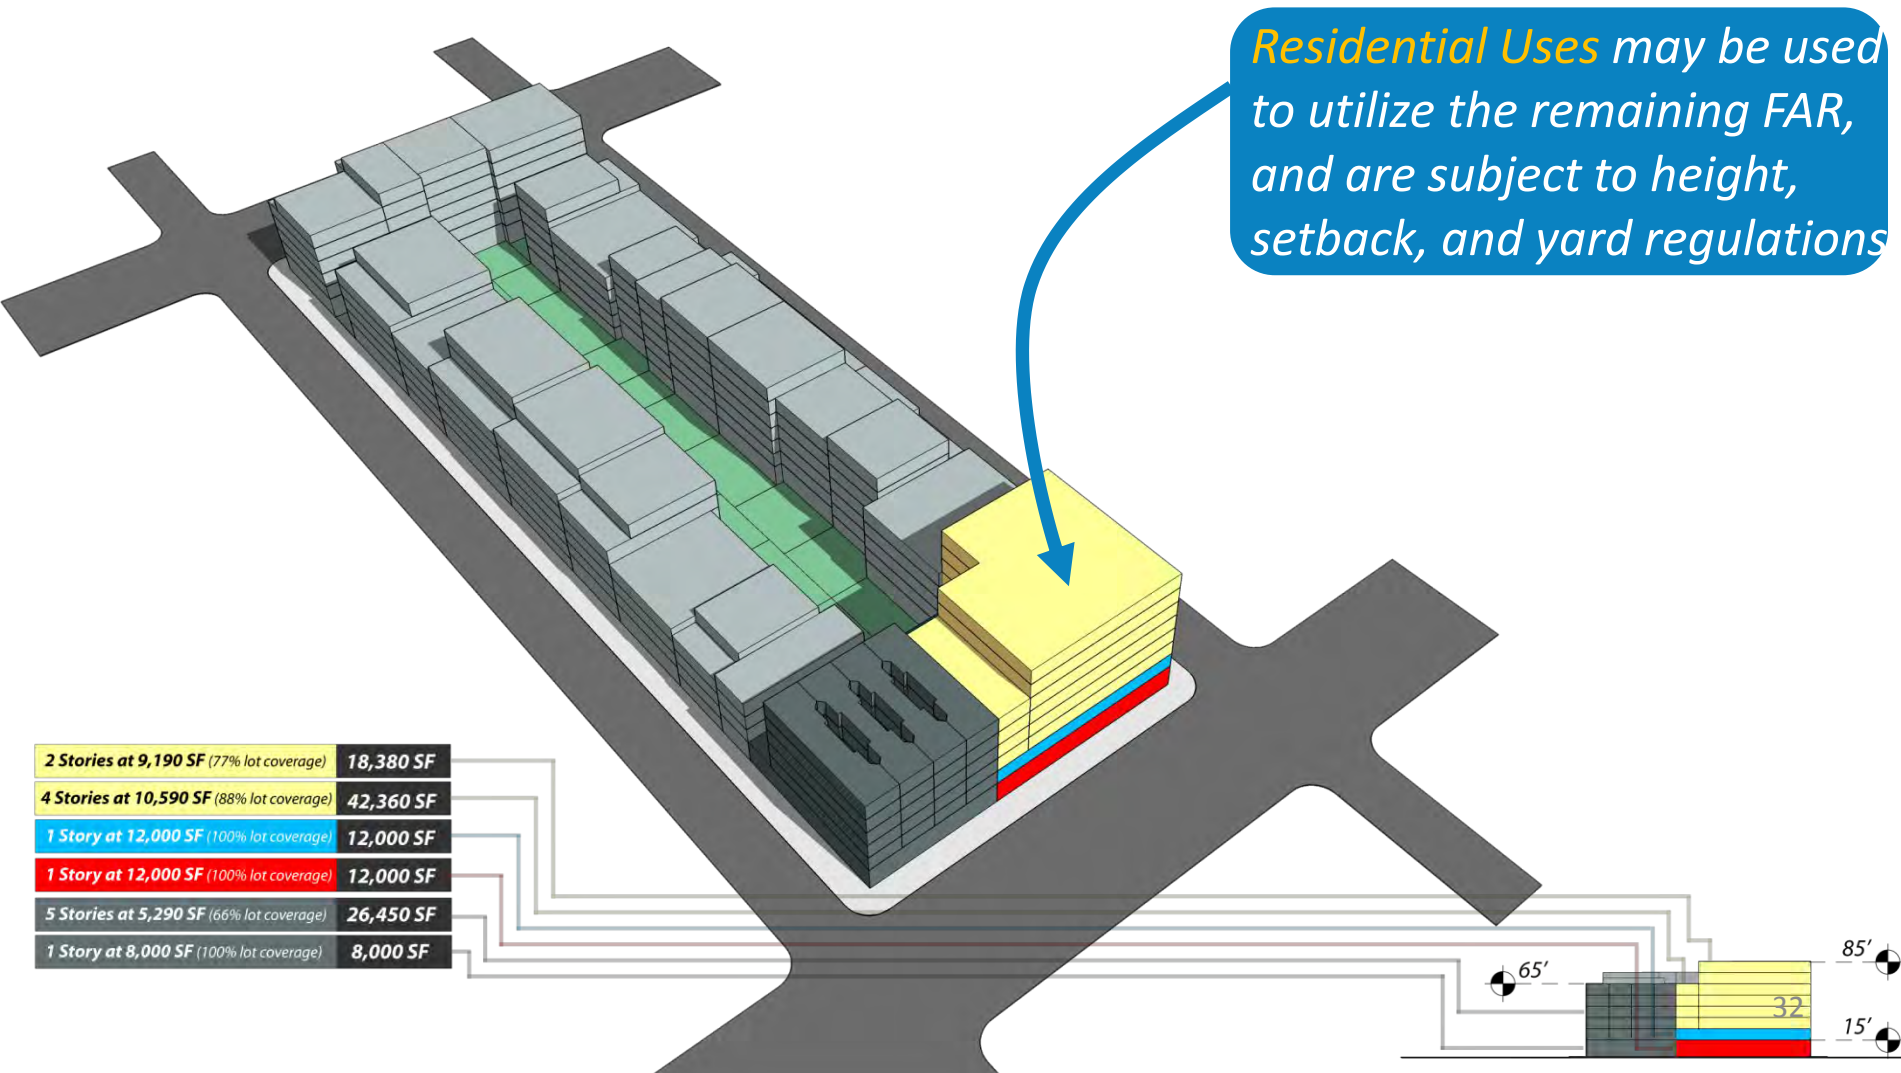 Residential Uses may be used
to utilize the remaining FAR,
and are subject to height,
setback, and yard regulations
2 Stories at 9,190 SF (77% lot coverage) 18,380 SF
4 Stories at 10,590 SF (88% lot coverage) 42,360 SF
1 Story at 12,000 SF (100% lot coverage) 12,000 SF
1 Story at 12,000 SF (100% lot coverage) 12,000 SF
5 Stories at 5,290 SF (66% lot coverage) 26,450 SF
1 Story at 8,000 SF (100% lot coverage) 8,000 SF
85’
65’
32
15’